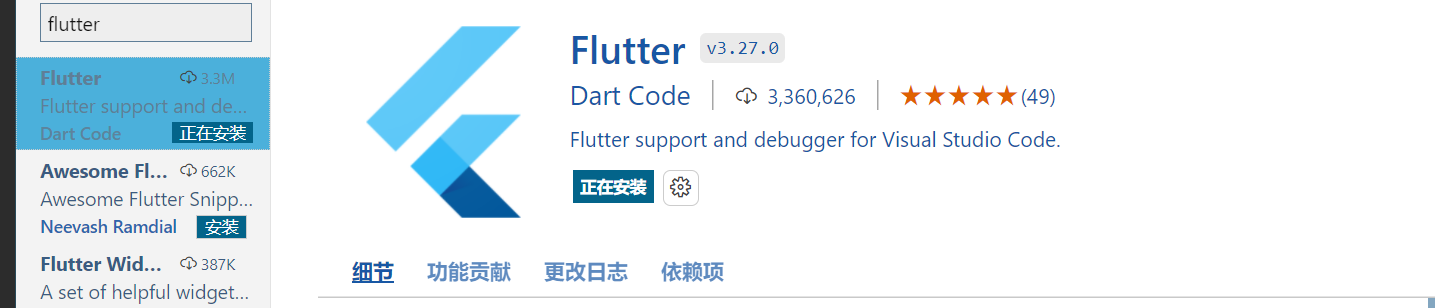 flutter
Flutter 3.3M
Flutter support and de...
Dart Code 正在安装
Awesome Fl... 662K
Awesome Flutter Snipp...
Neevash Ramdial 安装
Flutter Wid... 387K
A set of helpful widget...
Flutter v3.27.0
Dart Code 3,360,626 (49)
Flutter support and debugger for Visual Studio Code.
正在安装
细节 功能贡献 更改日志 依赖项